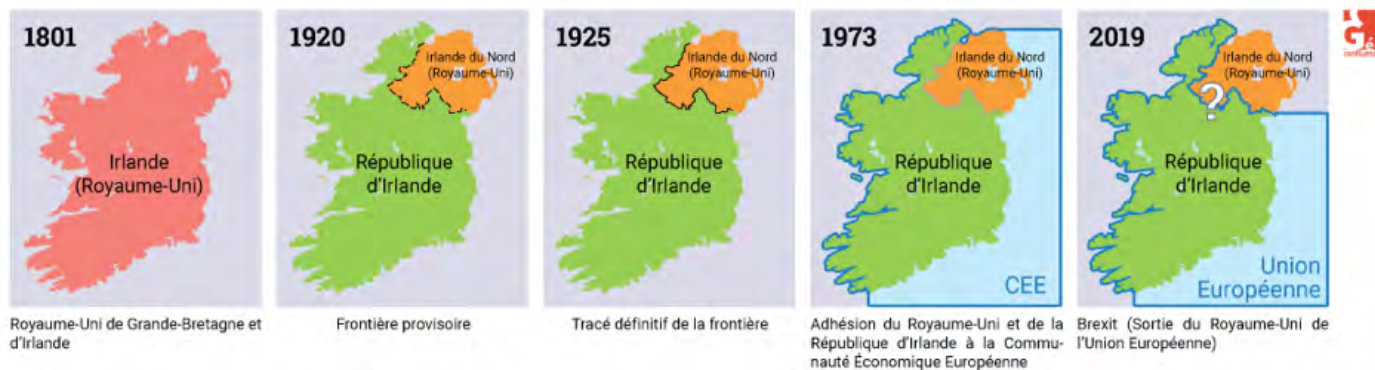 1801
Irlande
(Royaume-Uni)
Royaume-Uni de Grande-Bretagne et
d'Irlande
1920
Irlande du Nord
(Royaume-Uni)
République
d'Irlande
Frontière provisoire
1925
Irlande du Nord
(Royaume-Uni)
République
d'Irlande
Tracé définitif de la frontière
1973
Irlande du Nord
(Royaume-Uni)
République
d'Irlande
CEE
Adhésion du Royaume-Uni et de la
République d'Irlande à la Commu-
nauté Économique Européenne
2019
Irlande du Nord
(Royaume-Uni)
?
République
d'Irlande
Union
Européenne
Brexit (Sortie du Royaume-Uni de
l'Union Européenne)